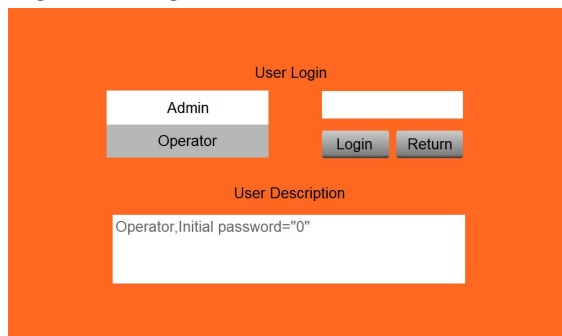 User Login
Admin
Operator
Login Return
User Description
Operator,Initial password="0"